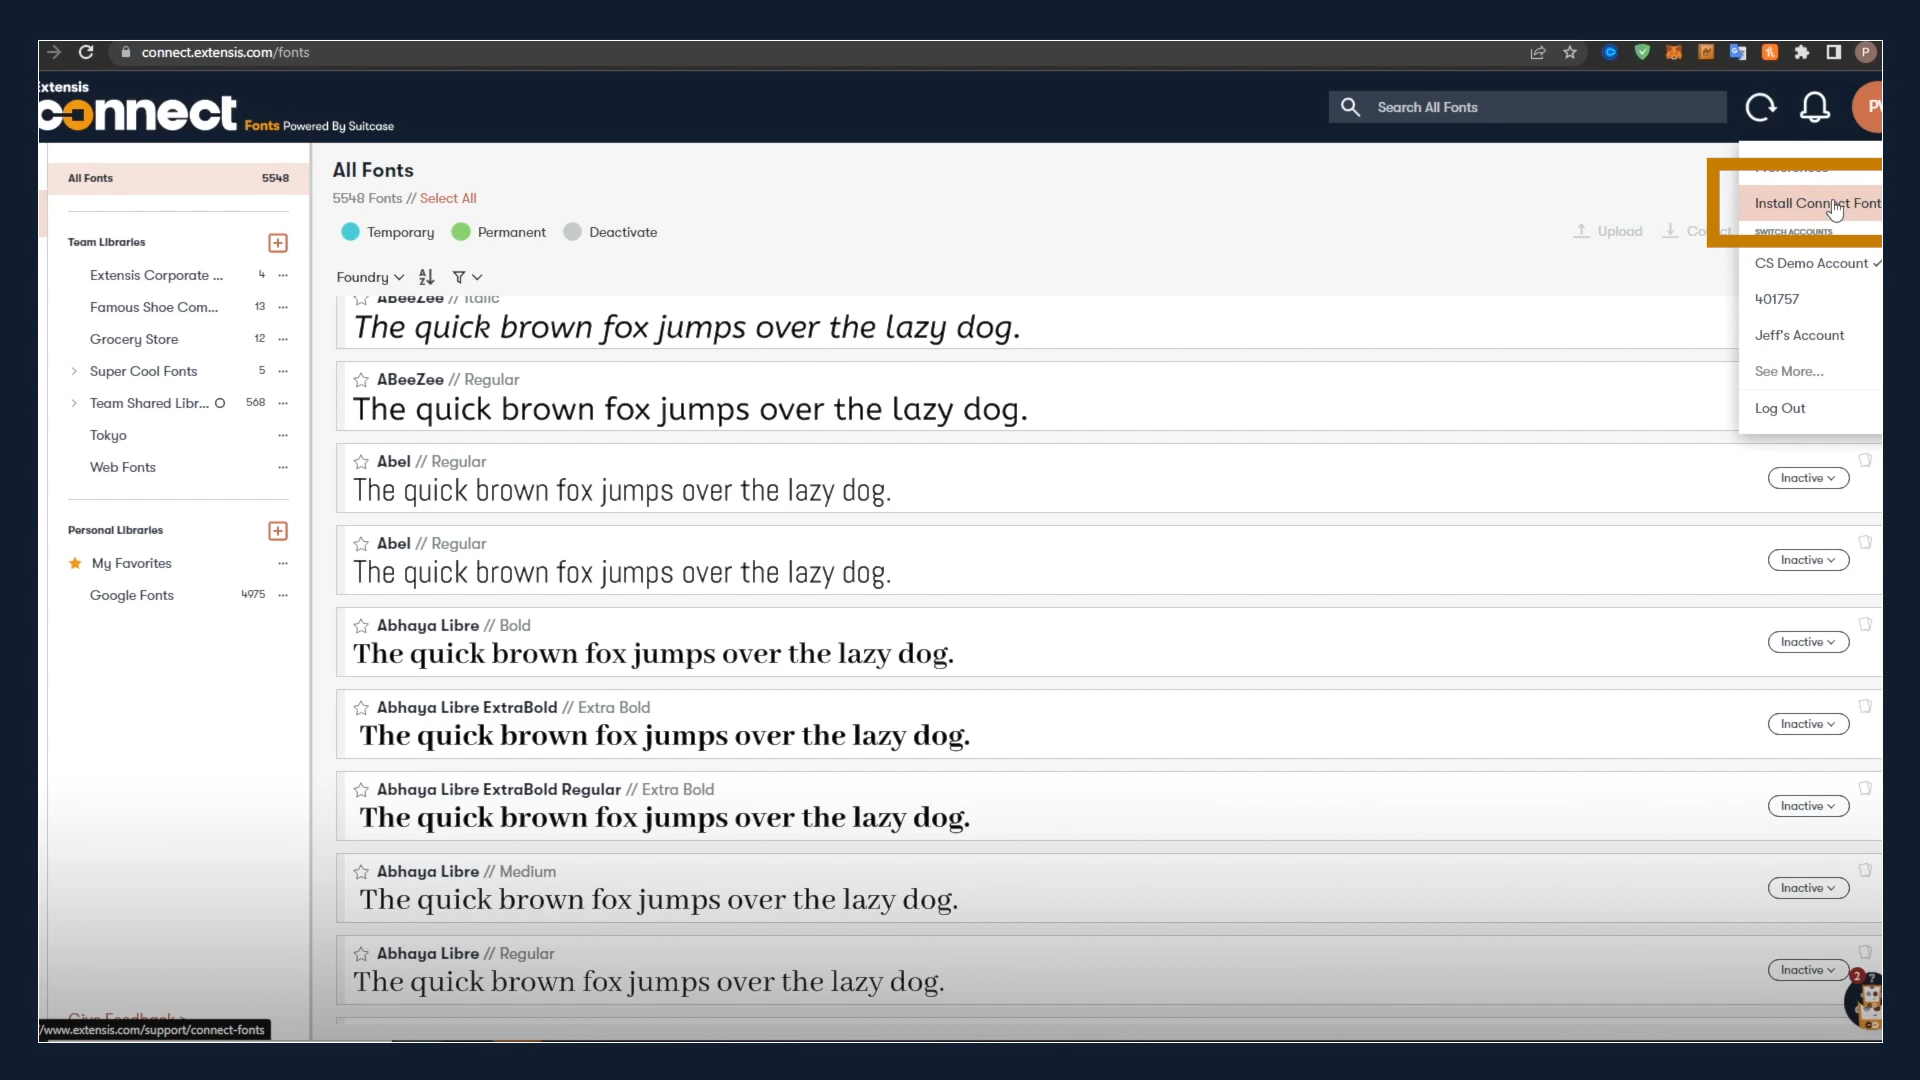 connect.extensis.com/fonts
P
xtensis
connect Fonts Powered By Suitcase
Search All Fonts
All Fonts 5548
Team Libraries
Extensis Corporate ... 4 ...
Famous Shoe Com... 13 ...
Grocery Store 12 ...
Super Cool Fonts 5 ...
Team Shared Libr... 568 ...
Tokyo ...
Web Fonts ...
Personal Libraries
My Favorites ...
Google Fonts 4975 ...
Give Feedback >
/www.extensis.com/support/connect-fonts
All Fonts
5548 Fonts // Select All
Temporary Permanent Deactivate
Upload
Foundry
ABeeZee // Italic
The quick brown fox jumps over the lazy dog.
ABeeZee // Regular
The quick brown fox jumps over the lazy dog.
Abel // Regular
The quick brown fox jumps over the lazy dog.
Inactive
Abel // Regular
The quick brown fox jumps over the lazy dog.
Inactive
Abhaya Libre // Bold
The quick brown fox jumps over the lazy dog.
Inactive
Abhaya Libre ExtraBold // Extra Bold
The quick brown fox jumps over the lazy dog.
Inactive
Abhaya Libre ExtraBold Regular // Extra Bold
The quick brown fox jumps over the lazy dog.
Inactive
Abhaya Libre // Medium
The quick brown fox jumps over the lazy dog.
Inactive
Abhaya Libre // Regular
The quick brown fox jumps over the lazy dog.
Inactive
2
Preferences
Install Connect Font
SWITCH ACCOUNTS
CS Demo Account
401757
Jeff's Account
See More...
Log Out